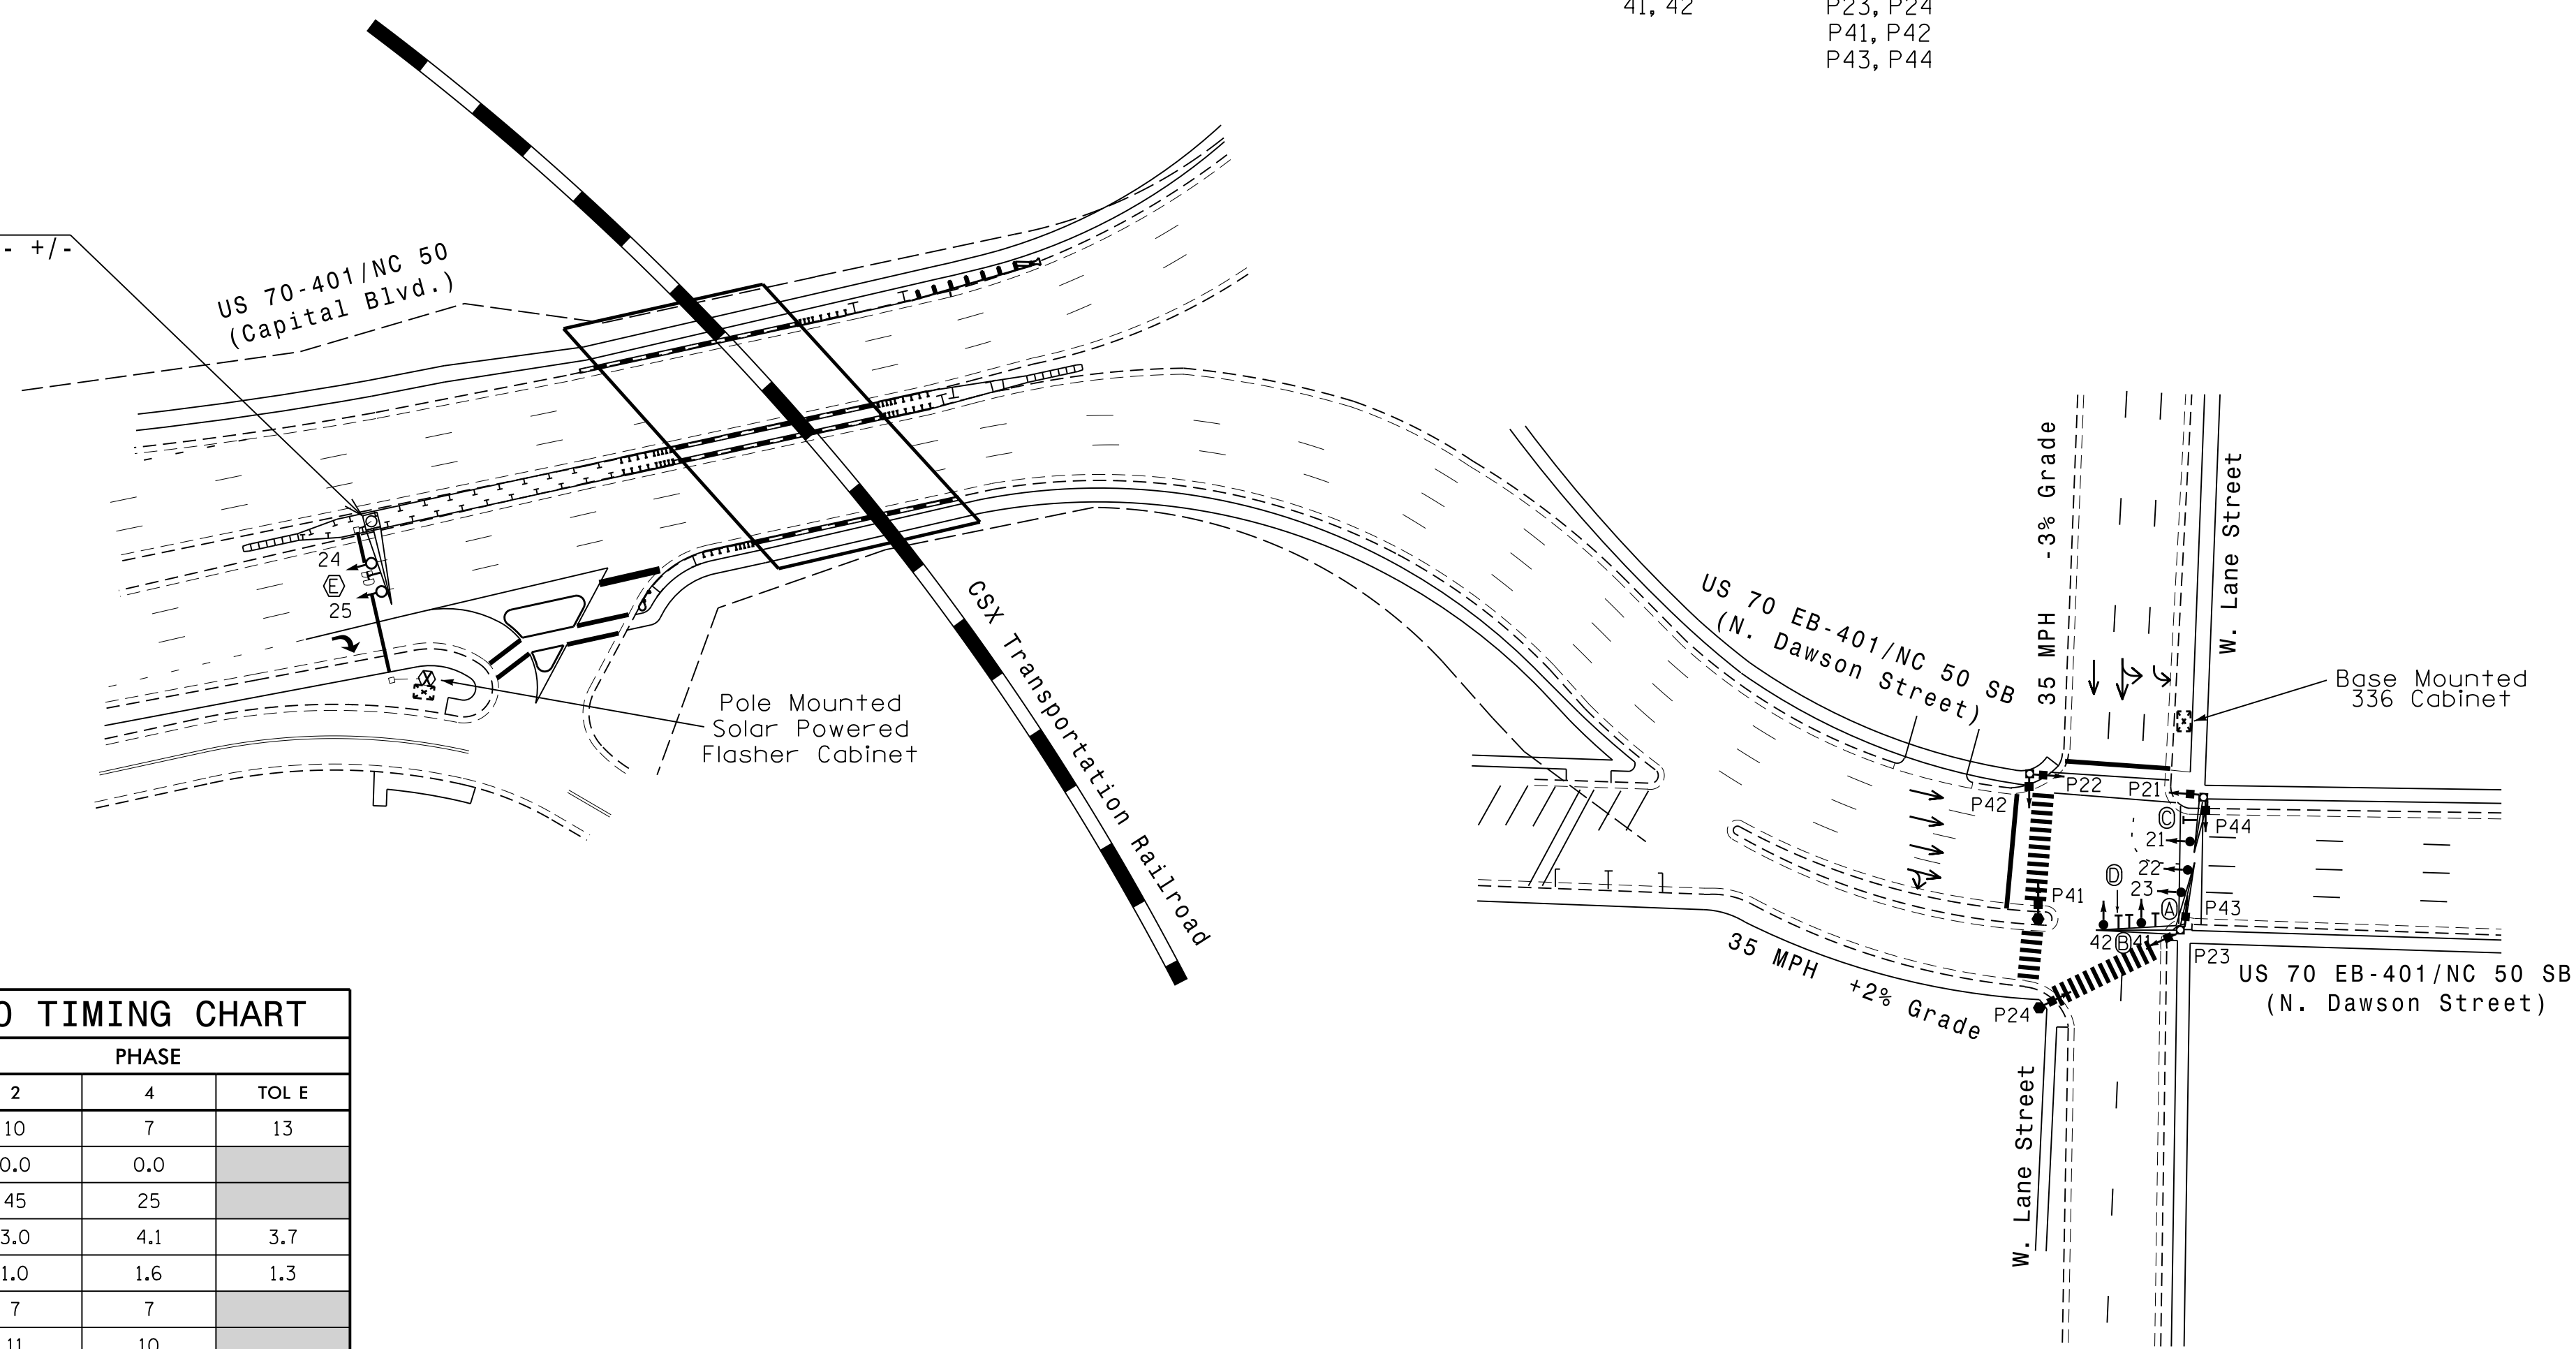 41, 42 P23, P24
P41, P42
P43, P44
- +/-
US 70-401/NC 50
(Capital Blvd.)
24
E
25
X
Pole Mounted
Solar Powered
Flasher Cabinet
CSX Transportation Railroad
US 70 EB-401/NC 50 SB
(N. Dawson Street)
35 MPH -3% Grade
W. Lane Street
Base Mounted
336 Cabinet
P42
P22
P21
C
P44
21
22
D
23
P41
A
P43
42
B
41
P23
P24
35 MPH +2% Grade
US 70 EB-401/NC 50 SB
(N. Dawson Street)
W. Lane Street
TIMING CHART
PHASE
2 4 TOL E
10 7 13
0.0 0.0
45 25
3.0 4.1 3.7
1.0 1.6 1.3
7 7
11 10